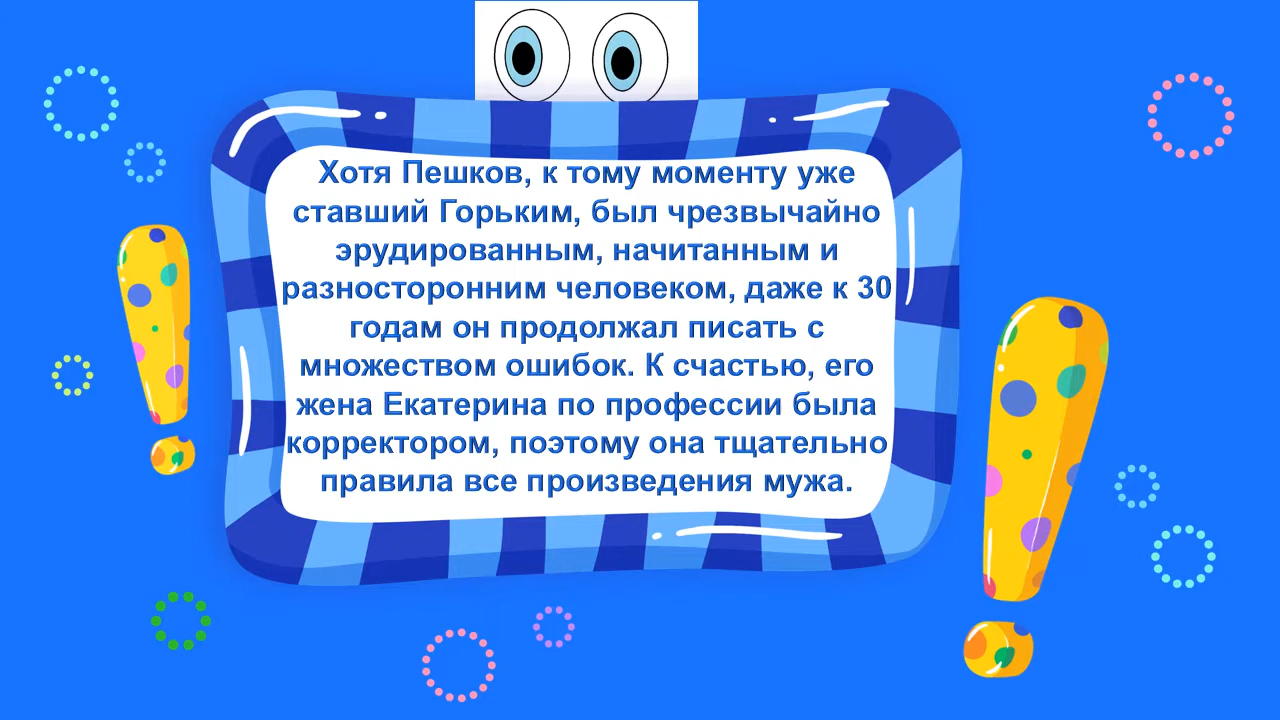 Хотя Пешков, к тому моменту уже
ставший Горьким, был чрезвычайно
эрудированным, начитанным и
разносторонним человеком, даже к 30
годам он продолжал писать с
множеством ошибок. К счастью, его
жена Екатерина по профессии была
корректором, поэтому она тщательно
правила все произведения мужа.